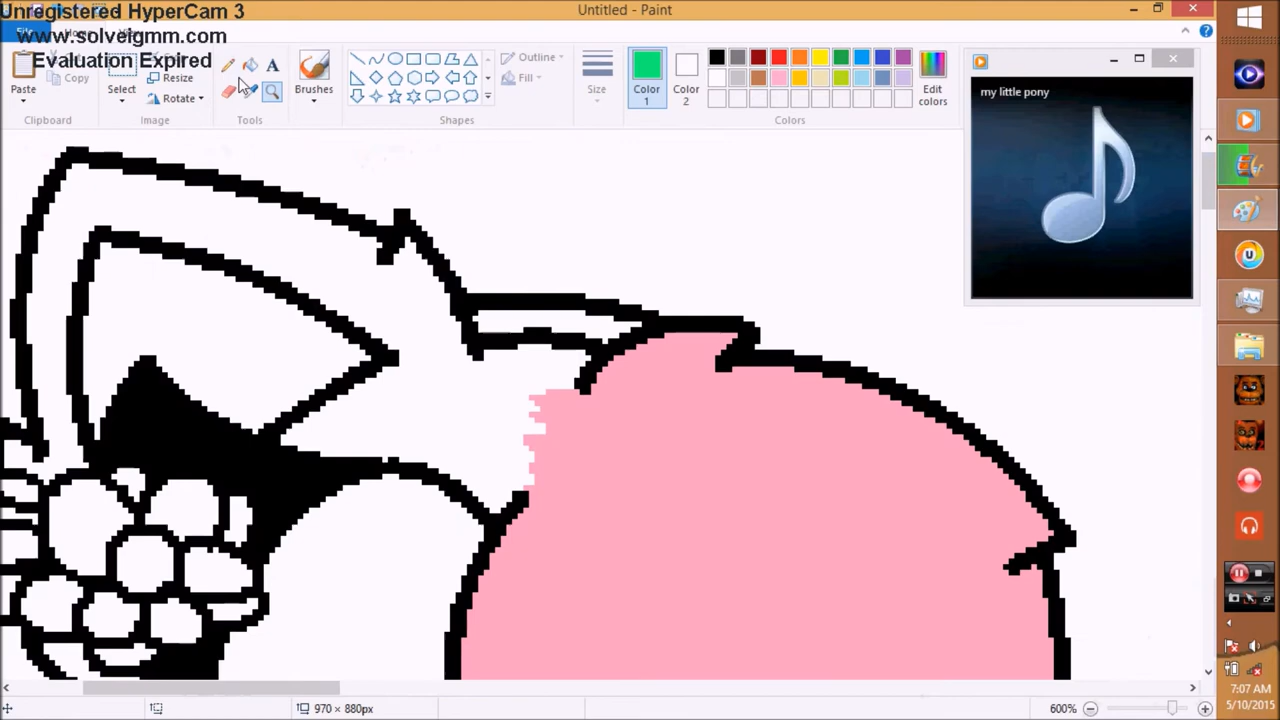 Unregistered HyperCam 3
www.solveigmm.com
Evaluation Expired
Untitled - Paint
File
Paste
Copy
Select
Resize
Rotate
Brushes
Outline
Fill
Size
Color
1
Color
2
Edit
colors
Clipboard
Image
Tools
Shapes
Colors
my little pony
970 × 880px
600%
7:07 AM
5/10/2015